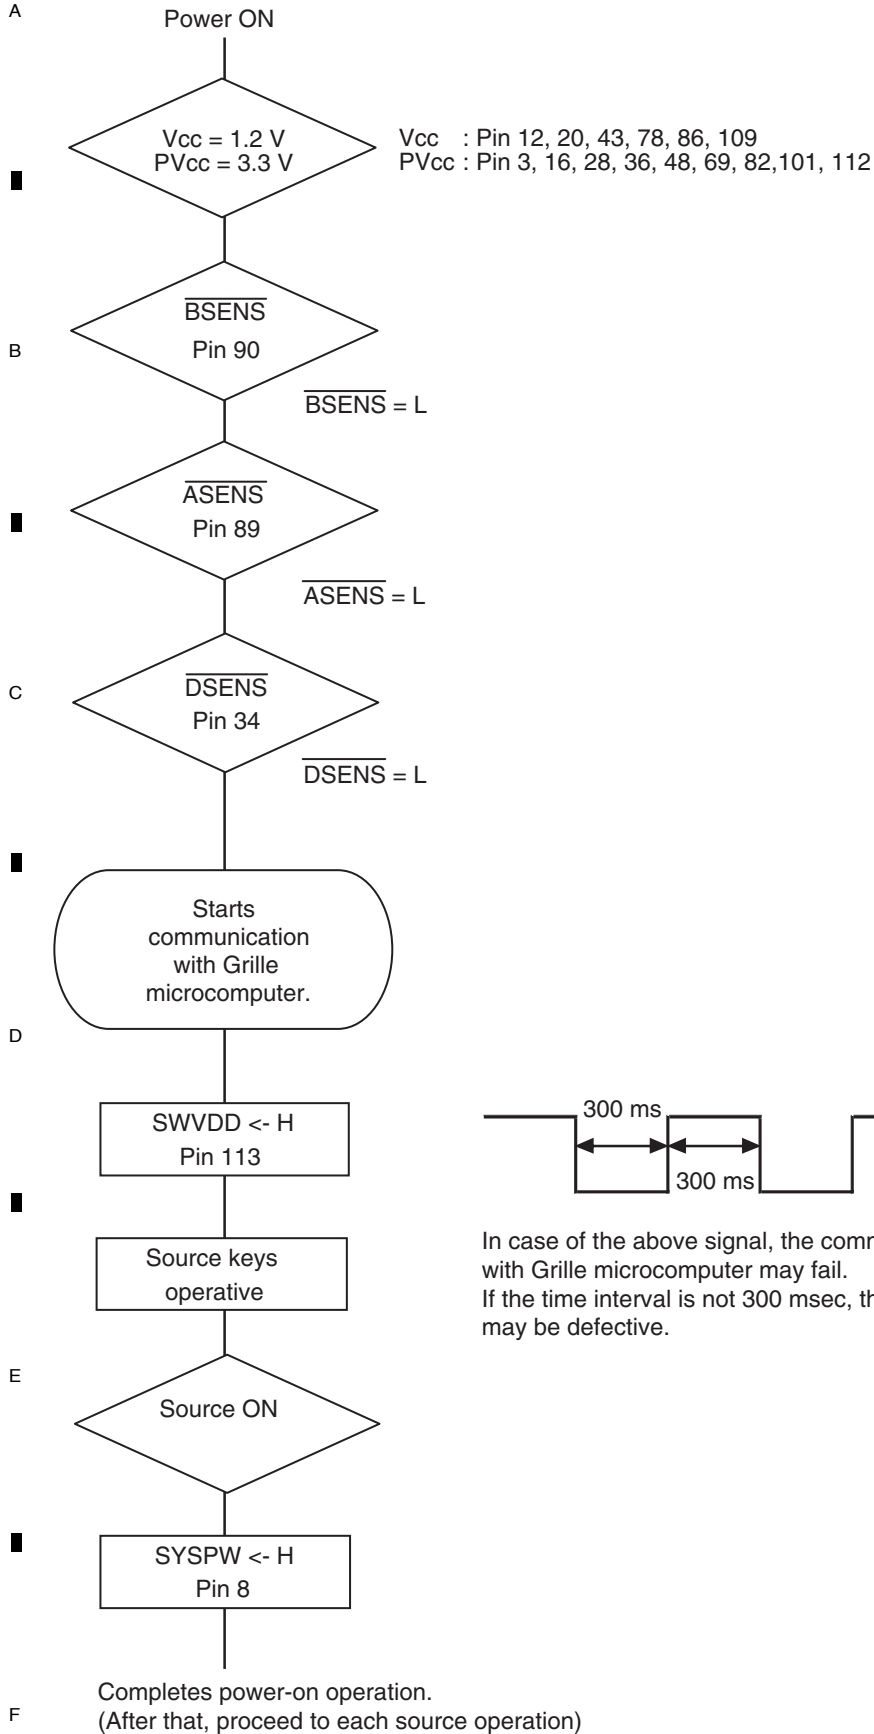 A
Power ON
Vcc = 1.2 V
PVcc = 3.3 V
Vcc : Pin 12, 20, 43, 78, 86, 109
PVcc : Pin 3, 16, 28, 36, 48, 69, 82,101, 112
BSENS
B
Pin 90
BSENS = L
ASENS
Pin 89
ASENS = L
C
DSENS
Pin 34
DSENS = L
Starts
communication
with Grille
microcomputer.
D
SWVDD <- H
Pin 113
300 ms
300 ms
Source keys
operative
In case of the above signal, the
with Grille microcomputer may fail.
If the time interval is not 300 msec,
may be defective.
E
Source ON
SYSPW <- H
Pin 8
Completes power-on operation.
F
(After that, proceed to each source operation)